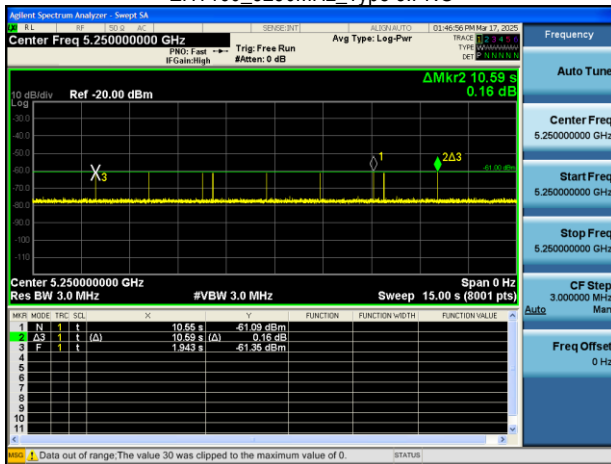 Agilent Spectrum Analyzer - Swept SA
RL RF 50 Ω AC SENSE:INT ALIGN AUTO 01:46:56 PM Mar 17, 2025
Center Freq 5.250000000 GHz
PNO: Fast
IFGain:High
Trig: Free Run
#Atten: 0 dB
Avg Type: Log-Pwr
TRACE 1 2 3 4 5 6
TYPE
DET P N N N N N
ΔMkr2 10.59 s
0.16 dB
10 dB/div Ref -20.00 dBm
Log
-30.0
-40.0
-50.0
-60.0
-70.0
-80.0
-90.0
-100
-110
X3
1
2Δ3
-61.00 dBm
Center 5.250000000 GHz Span 0 Hz
Res BW 3.0 MHz #VBW 3.0 MHz Sweep 15.00 s (8001 pts)
MKR MODE TRC SCL X Y FUNCTION FUNCTION WIDTH FUNCTION VALUE
1 N 1 t 10.55 s -61.09 dBm
2 Δ3 1 t (Δ) 10.59 s (Δ) 0.16 dB
3 F 1 t 1.943 s -61.35 dBm
4
5
6
7
8
9
10
11
MSG Data out of range;The value 30 was clipped to the maximum value of 0. STATUS
Frequency
Auto Tune
Center Freq
5.250000000 GHz
Start Freq
5.250000000 GHz
Stop Freq
5.250000000 GHz
CF Step
3.000000 MHz
Auto Man
Freq Offset
0 Hz